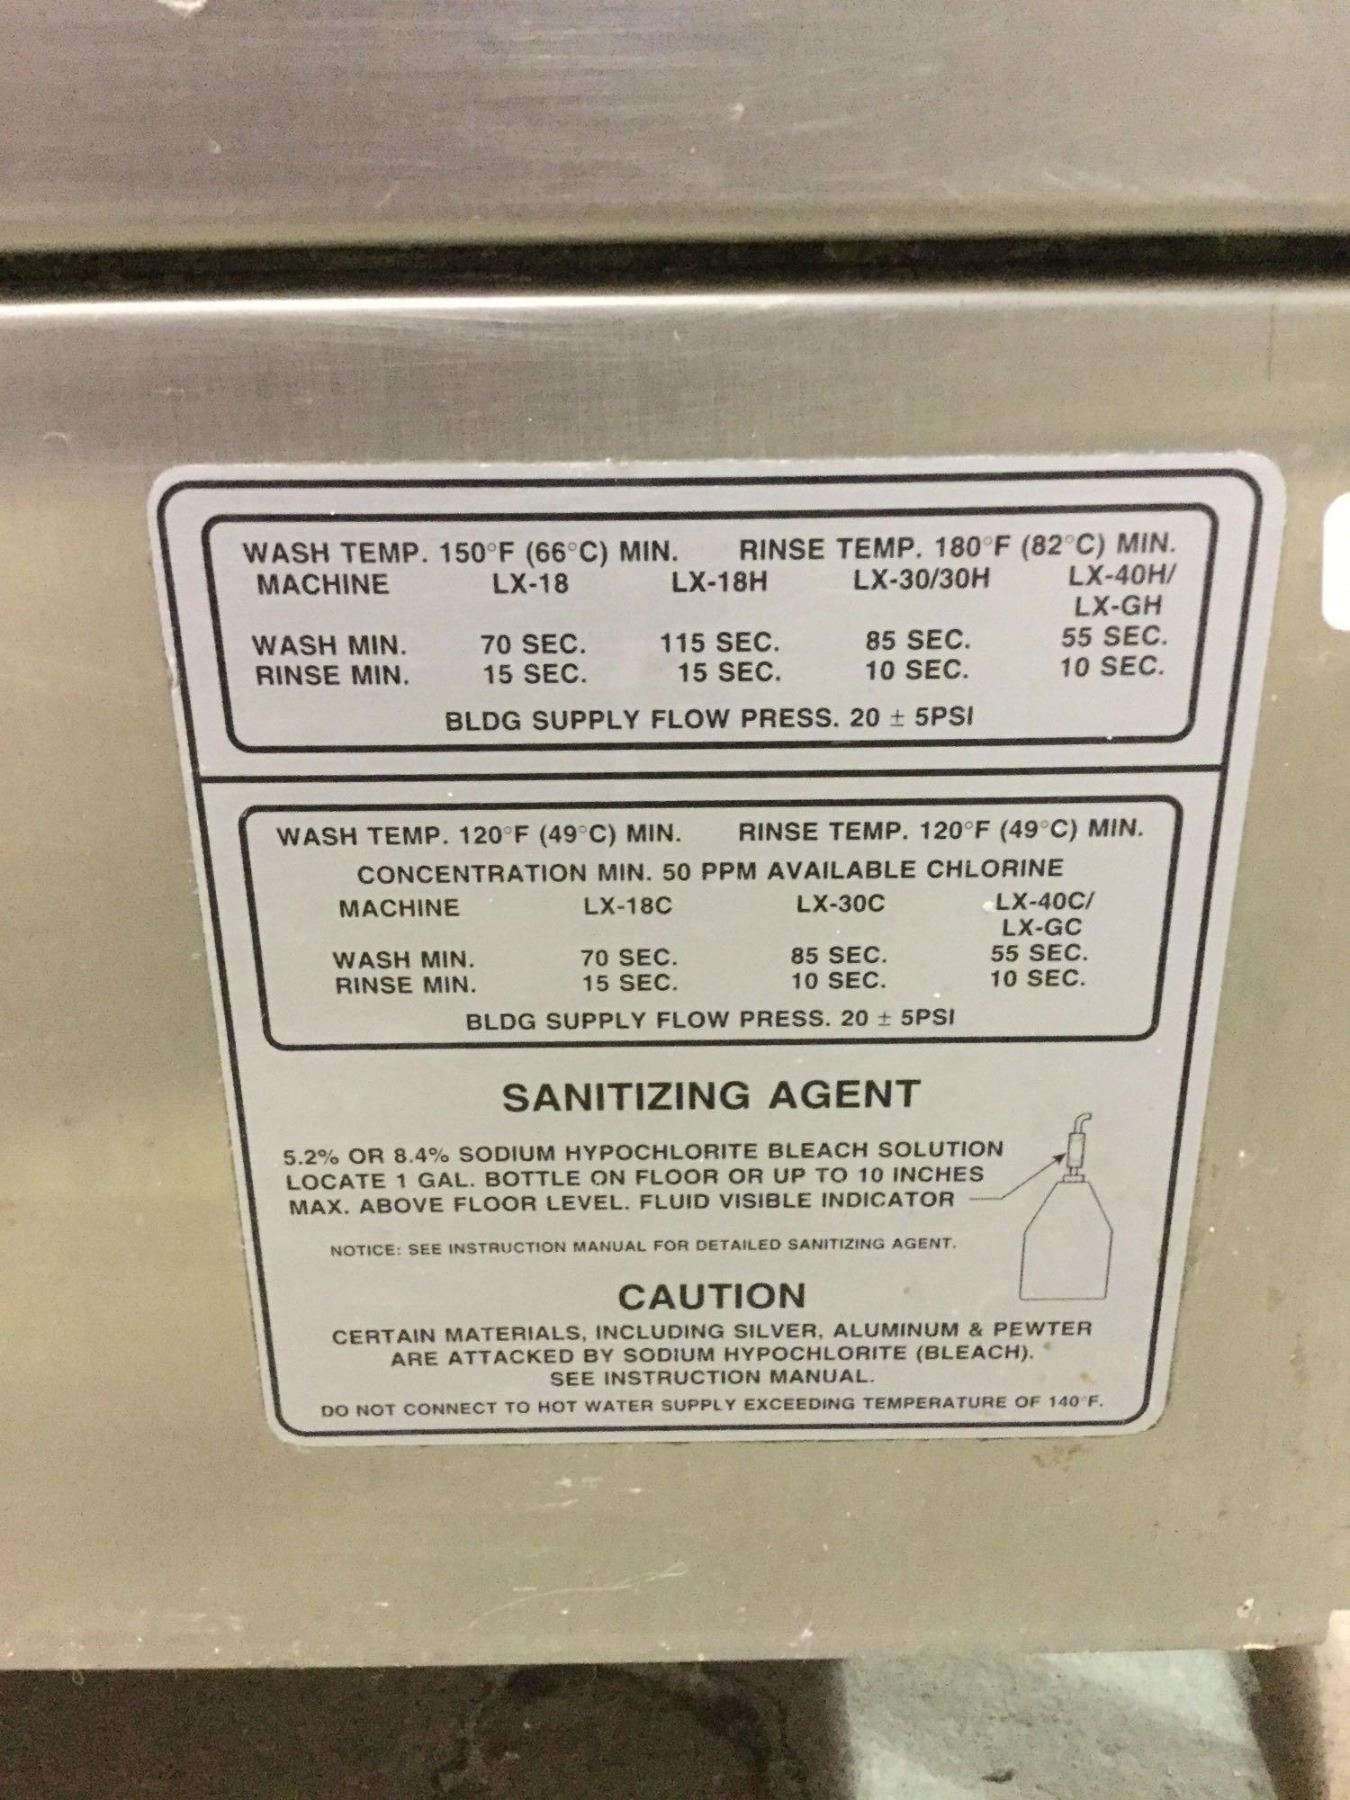 WASH TEMP. 150°F (66°C) MIN. RINSE TEMP. 180°F (82°C) MIN.
MACHINE LX-18 LX-18H LX-30/30H LX-40H/
LX-GH
WASH MIN. 70 SEC. 115 SEC. 85 SEC. 55 SEC.
RINSE MIN. 15 SEC. 15 SEC. 10 SEC. 10 SEC.
BLDG SUPPLY FLOW PRESS. 20 ± 5PSI
WASH TEMP. 120°F (49°C) MIN. RINSE TEMP. 120°F (49°C) MIN.
CONCENTRATION MIN. 50 PPM AVAILABLE CHLORINE
MACHINE LX-18C LX-30C LX-40C/
LX-GC
WASH MIN. 70 SEC. 85 SEC. 55 SEC.
RINSE MIN. 15 SEC. 10 SEC. 10 SEC.
BLDG SUPPLY FLOW PRESS. 20 ± 5PSI
SANITIZING AGENT
5.2% OR 8.4% SODIUM HYPOCHLORITE BLEACH SOLUTION
LOCATE 1 GAL. BOTTLE ON FLOOR OR UP TO 10 INCHES
MAX. ABOVE FLOOR LEVEL. FLUID VISIBLE INDICATOR
NOTICE: SEE INSTRUCTION MANUAL FOR DETAILED SANITIZING AGENT.
CAUTION
CERTAIN MATERIALS, INCLUDING SILVER, ALUMINUM & PEWTER
ARE ATTACKED BY SODIUM HYPOCHLORITE (BLEACH).
SEE INSTRUCTION MANUAL.
DO NOT CONNECT TO HOT WATER SUPPLY EXCEEDING TEMPERATURE OF 140°F.